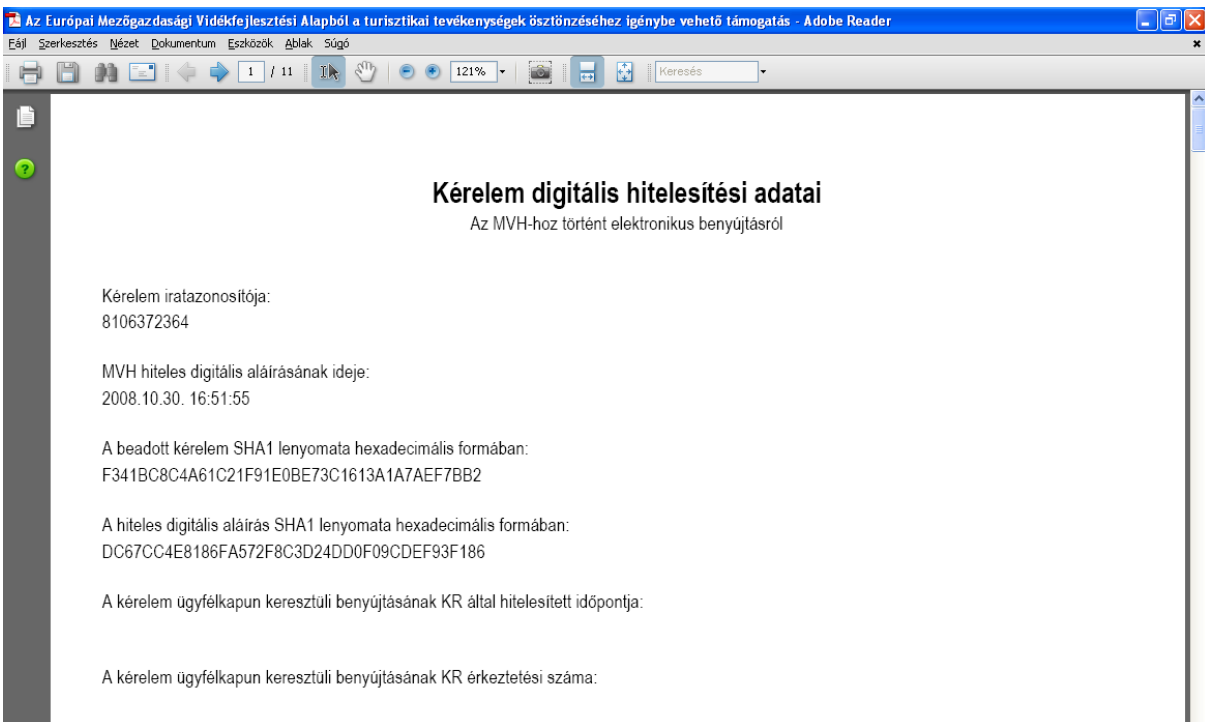 Az Európai Mezőgazdasági Vidékfejlesztési Alapból a turisztikai tevékenységek ösztönzéséhez igénybe vehető támogatás - Adobe Reader
Fájl Szerkesztés Nézet Dokumentum Eszközök Ablak Súgó
1 / 11 121% Keresés
Kérelem digitális hitelesítési adatai
Az MVH-hoz történt elektronikus benyújtásról
Kérelem iratazonosítója:
8106372364
MVH hiteles digitális aláírásának ideje:
2008.10.30. 16:51:55
A beadott kérelem SHA1 lenyomata hexadecimális formában:
F341BC8C4A61C21F91E0BE73C1613A1A7AEF7BB2
A hiteles digitális aláírás SHA1 lenyomata hexadecimális formában:
DC67CC4E8186FA572F8C3D24DD0F09CDEF93F186
A kérelem ügyfélkapun keresztüli benyújtásának KR által hitelesített időpontja:
A kérelem ügyfélkapun keresztüli benyújtásának KR érkeztetési száma: